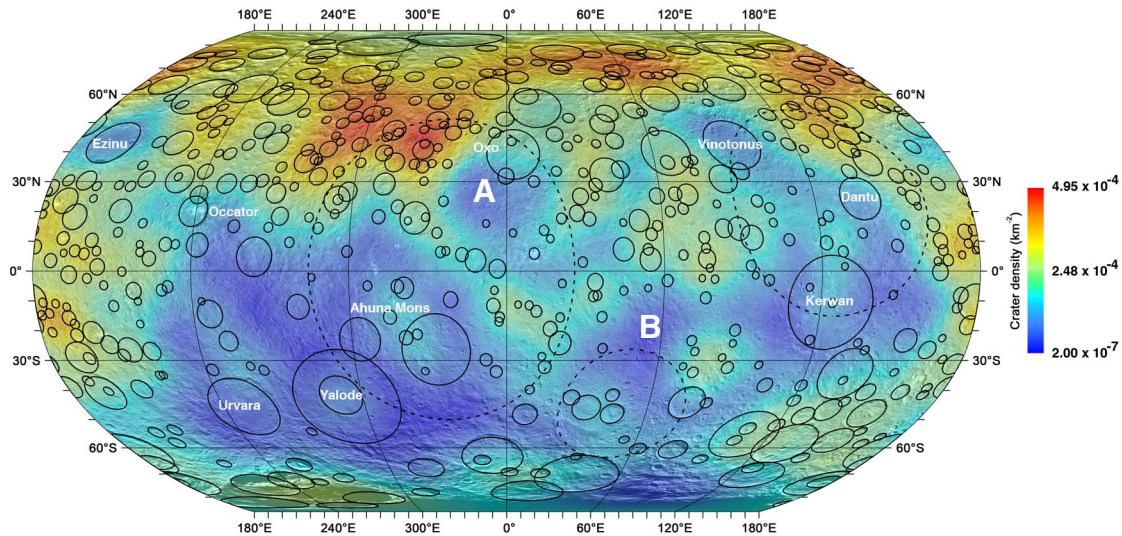 180°E 240°E 300°E 0° 60°E 120°E 180°E
60°N 60°N
Ezinu Oxo Vinotonus
30°N A Dantu 30°N
Occator
0° 0°
Ahuna Mons Kerwan
B
30°S 30°S
Urvara Yalode
60°S 60°S
180°E 240°E 300°E 0° 60°E 120°E 180°E
4.95 x 10⁻⁴
2.48 x 10⁻⁴
2.00 x 10⁻⁷
Crater density (km⁻²)